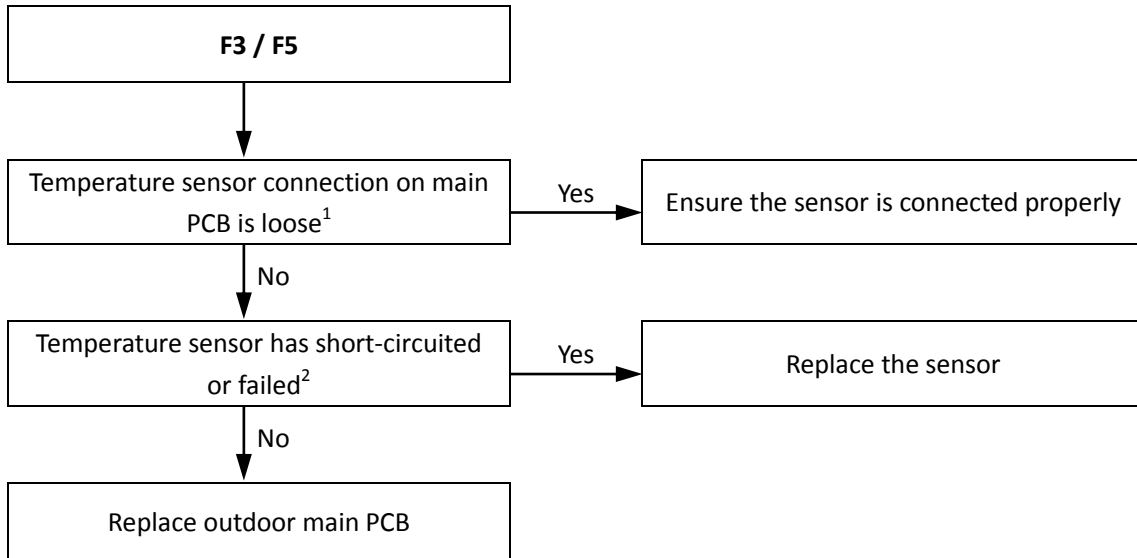 F3 / F5
Temperature sensor connection on main
PCB is loose¹
Yes
Ensure the sensor is connected properly
No
Temperature sensor has short-circuited
or failed²
Yes
Replace the sensor
No
Replace outdoor main PCB